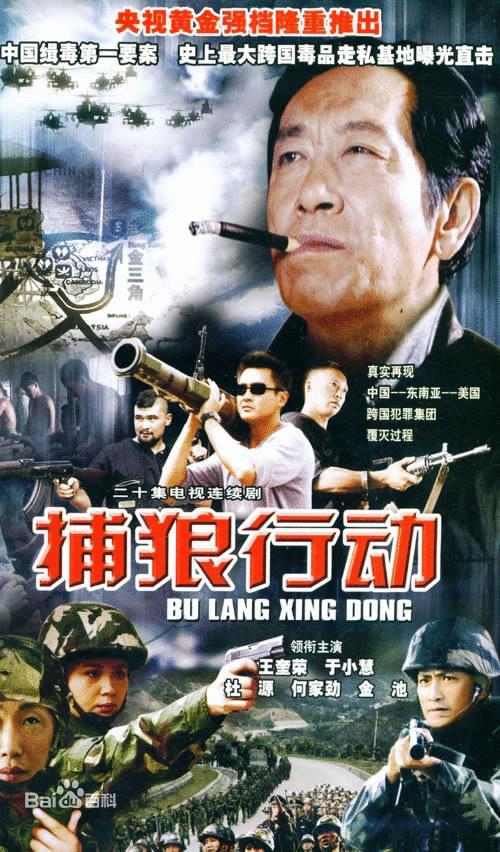 央视黄金强档隆重推出
中国缉毒第一要案 史上最大跨国毒品走私基地曝光直击
金三角
VIETNAM
CAMBODIA
BRUNEI
真实再现
中国----东南亚----美国
跨国犯罪集团
覆灭过程
二十集电视连续剧
捕狼行动
BU LANG XING DONG
领衔主演
王奎荣 于小慧
杜源 何家劲 金池
Bai百科